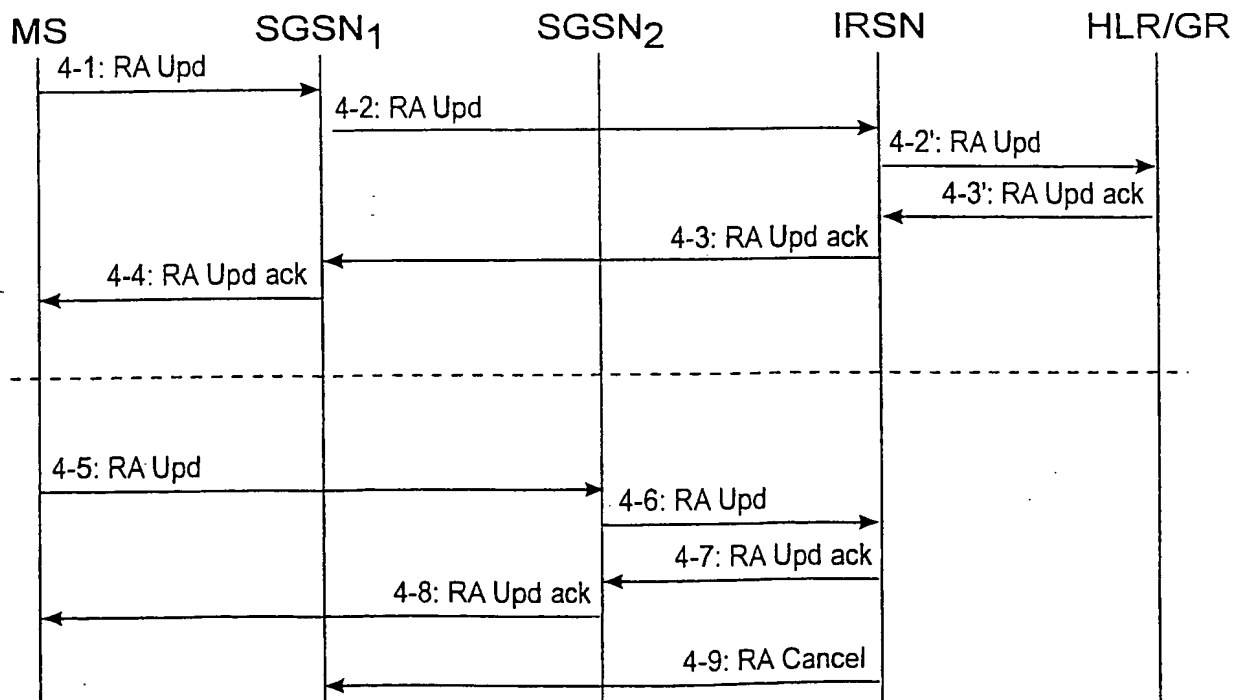 MS SGSN1 SGSN2 IRSN HLR/GR
4-1: RA Upd
4-2: RA Upd
4-2': RA Upd
4-3': RA Upd ack
4-3: RA Upd ack
4-4: RA Upd ack
4-5: RA Upd
4-6: RA Upd
4-7: RA Upd ack
4-8: RA Upd ack
4-9: RA Cancel